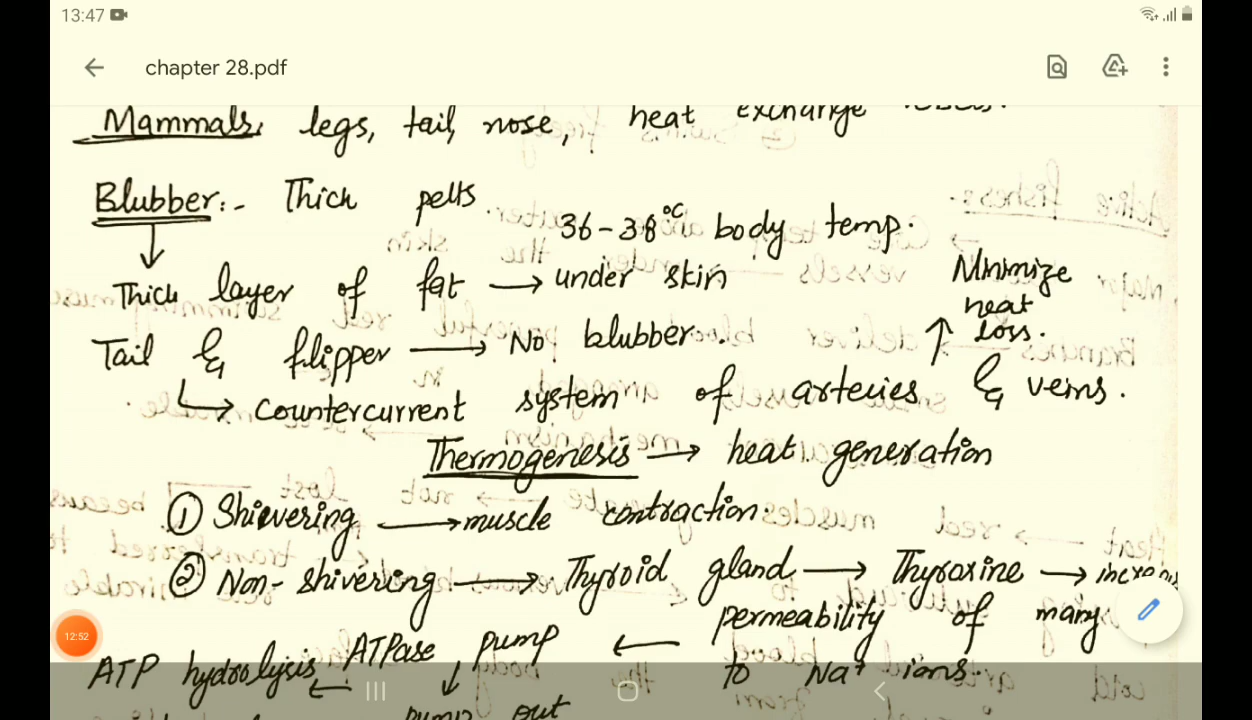 13:47
chapter 28.pdf
Mammals: legs, tail, nose, heat exchange
Blubber:- Thick pelts.
36-38°C body temp.
Thick layer of fat → under skin
Minimize heat loss.
Tail & flipper → No blubber.
↳ countercurrent system of arteries & veins.
Thermogenesis → heat generation
① Shievering → muscle contraction.
② Non-shivering → Thyroid gland → Thyroxine →
permeability of many
ATP hydrolysis ← ATPase pump ← to Na+ ions.
pump out
12:52